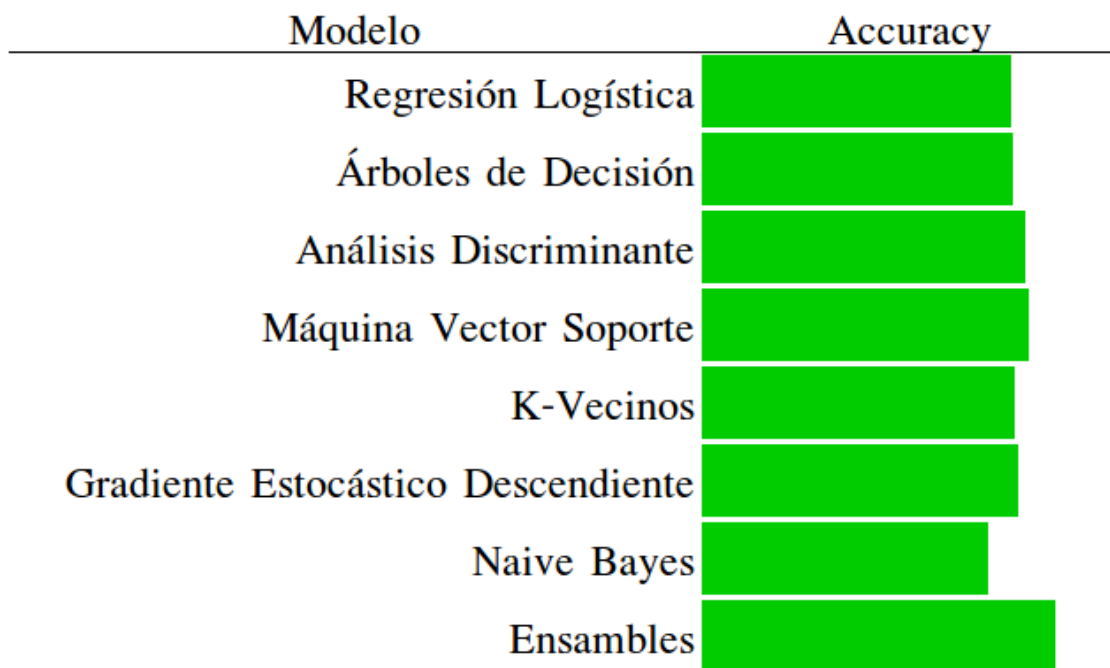 Modelo Accuracy
Regresión Logística
Árboles de Decisión
Análisis Discriminante
Máquina Vector Soporte
K-Vecinos
Gradiente Estocástico Descendiente
Naive Bayes
Ensambles